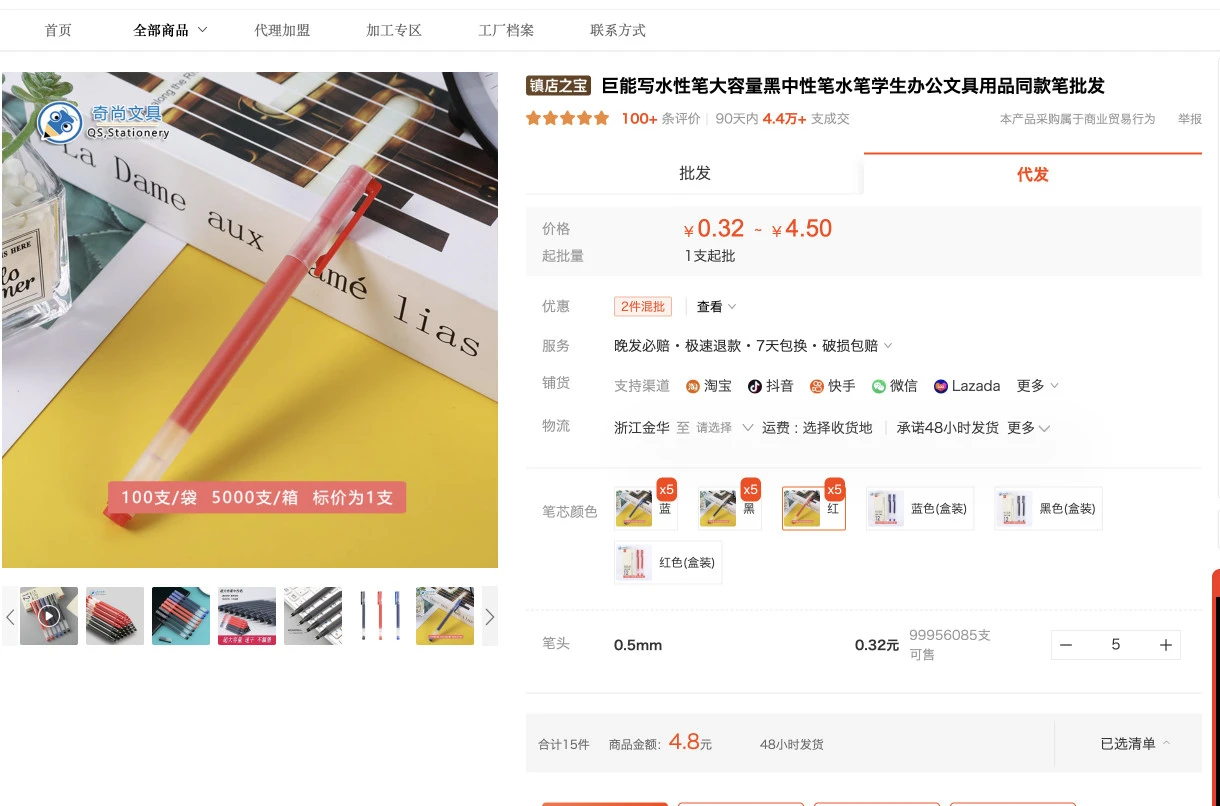 首页 全部商品 代理加盟 加工专区 工厂档案 联系方式
奇尚文具
QS.Stationery
La Dame aux
amé lias
HERE
100支/袋 5000支/箱 标价为1支
镇店之宝 巨能写水性笔大容量黑中性笔水笔学生办公文具用品同款笔批发
100+ 条评价 90天内 4.4万+ 支成交 本产品采购属于商业贸易行为 举报
批发 代发
价格 ¥0.32 ~ ¥4.50
起批量 1支起批
优惠 2件混批 查看
服务 晚发必赔・极速退款・7天包换・破损包赔
铺货 支持渠道 淘宝 抖音 快手 微信 Lazada 更多
物流 浙江金华 至 请选择 运费 : 选择收货地 承诺48小时发货 更多
笔芯颜色 蓝 x5 黑 x5 红 x5 蓝色(盒装) 黑色(盒装)
红色(盒装)
笔头 0.5mm 0.32元 99956085支
可售 5
合计15件 商品金额: 4.8元 48小时发货 已选清单